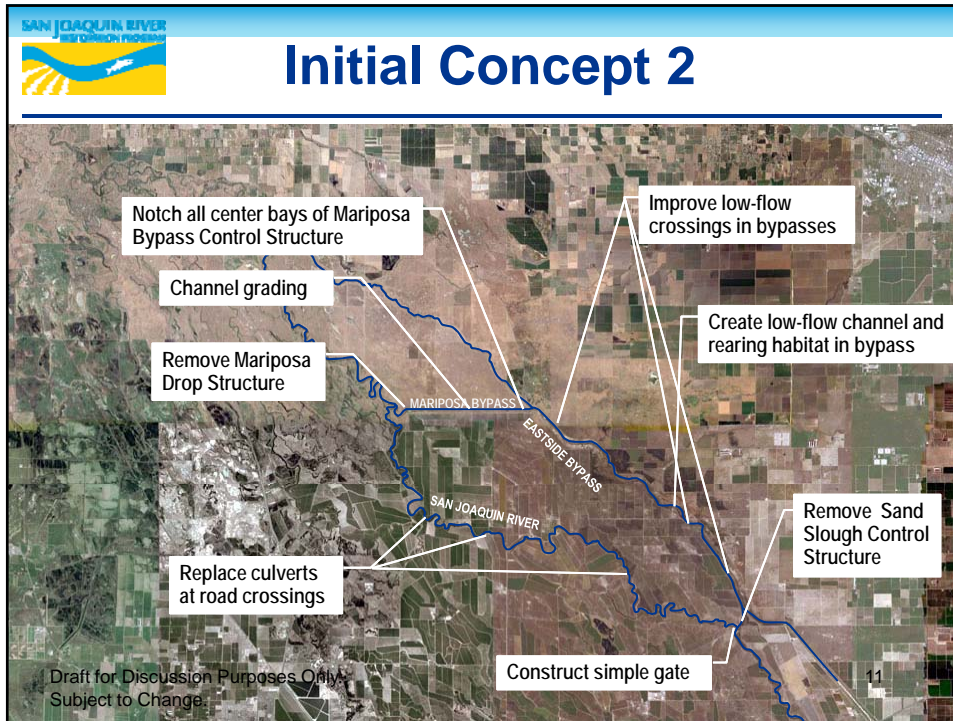 SAN JOAQUIN RIVER
RESTORATION PROGRAM
Initial Concept 2
Notch all center bays of Mariposa
Bypass Control Structure
Improve low-flow
crossings in bypasses
Channel grading
Create low-flow channel and
rearing habitat in bypass
Remove Mariposa
Drop Structure
MARIPOSA BYPASS
EASTSIDE BYPASS
SAN JOAQUIN RIVER
Remove Sand
Slough Control
Structure
Replace culverts
at road crossings
Construct simple gate
Draft for Discussion Purposes Only.
Subject to Change.
11